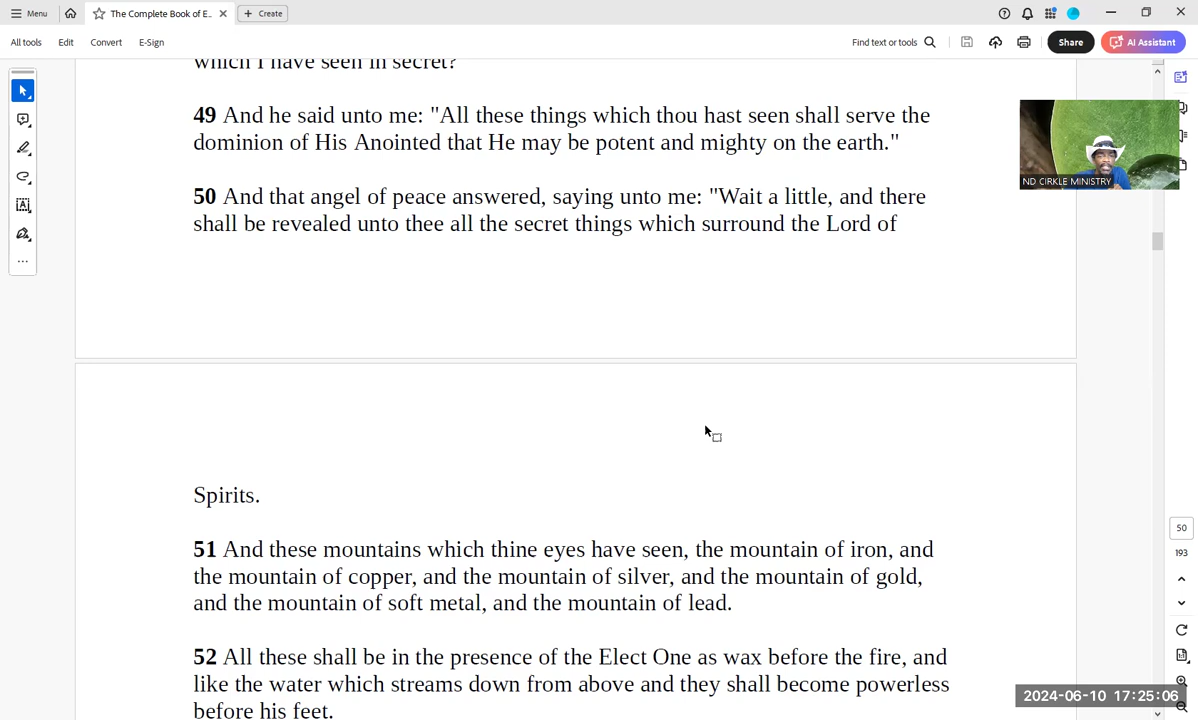 Menu
The Complete Book of E..
Create
All tools Edit Convert E-Sign
Find text or tools
Share
AI Assistant
which I have seen in secret?
49 And he said unto me: "All these things which thou hast seen shall serve the
dominion of His Anointed that He may be potent and mighty on the earth."
50 And that angel of peace answered, saying unto me: "Wait a little, and there
shall be revealed unto thee all the secret things which surround the Lord of
ND CIRKLE MINISTRY
Spirits.
51 And these mountains which thine eyes have seen, the mountain of iron, and
the mountain of copper, and the mountain of silver, and the mountain of gold,
and the mountain of soft metal, and the mountain of lead.
52 All these shall be in the presence of the Elect One as wax before the fire, and
like the water which streams down from above and they shall become powerless
before his feet.
50
193
2024-06-10 17:25:06